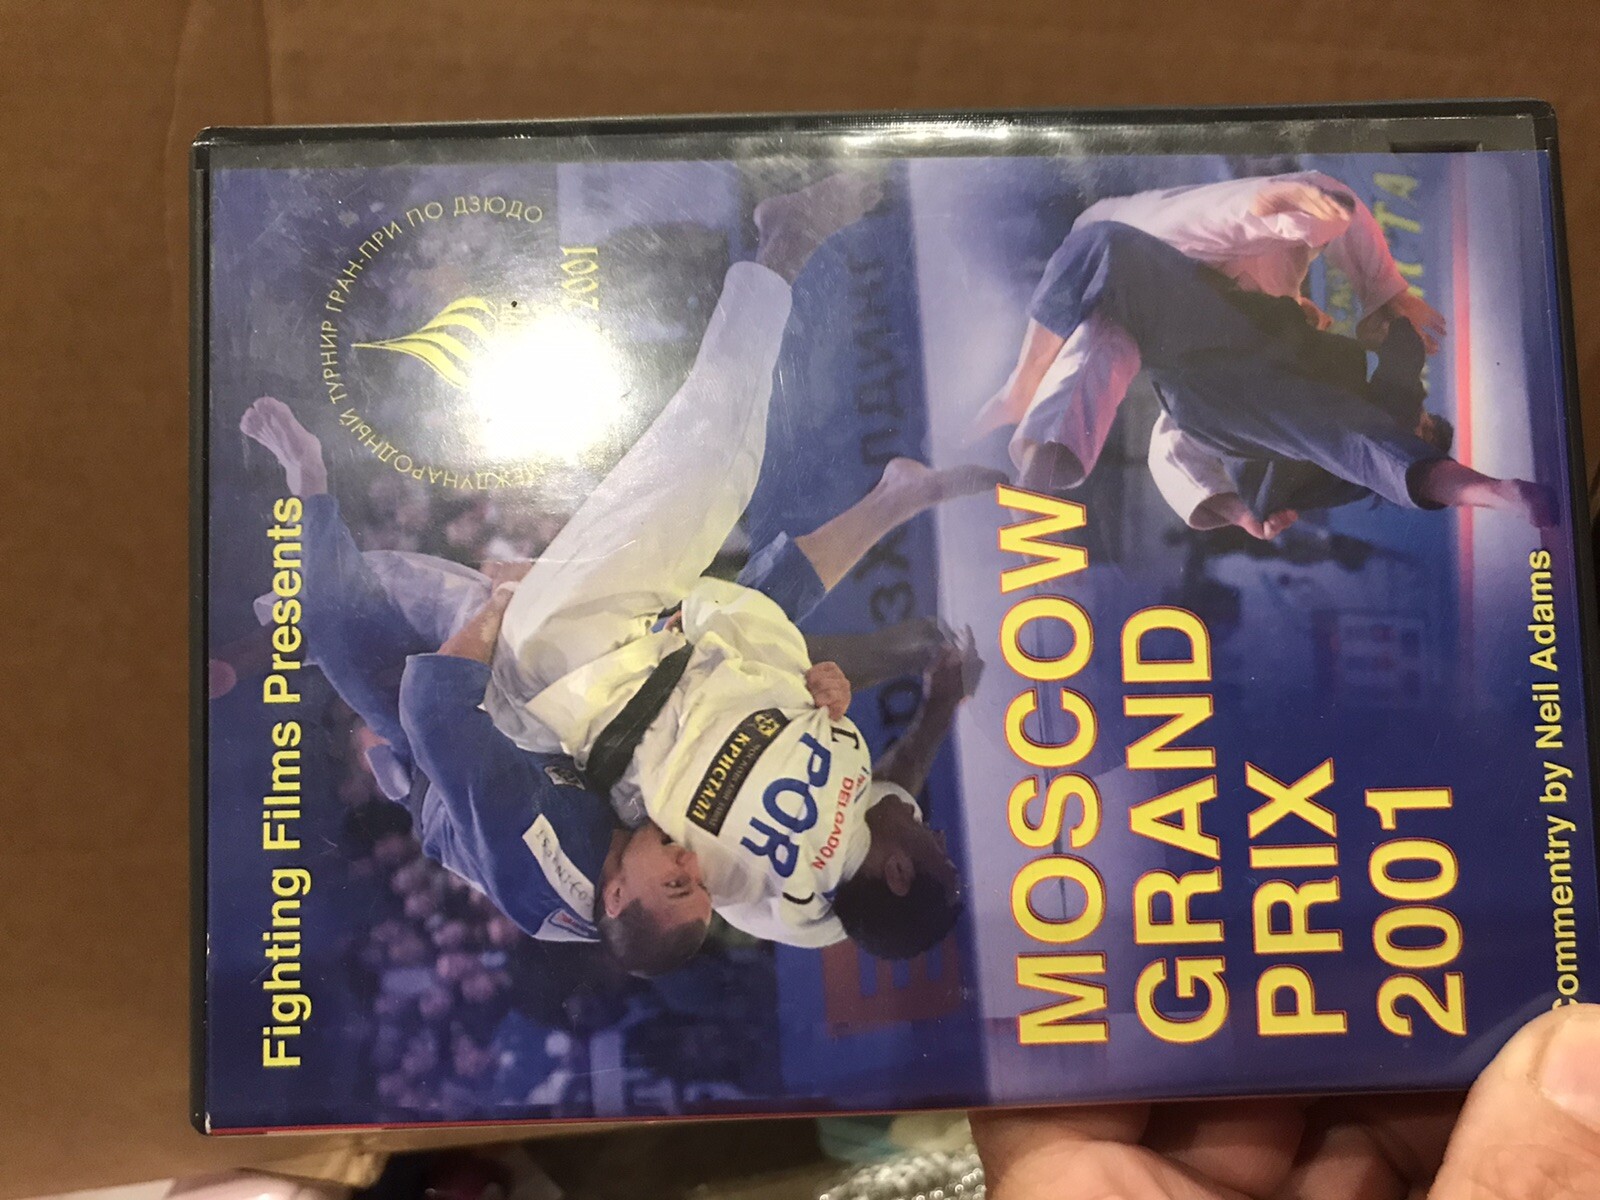 Fighting Films Presents
МЕЖДУНАРОДНЫЙ ТУРНИР ГРАН-ПРИ ПО ДЗЮДО
2001
КРИСТАЛЛ
POR
DELGADO N
MOSCOW
GRAND
PRIX
2001
Commentry by Neil Adams